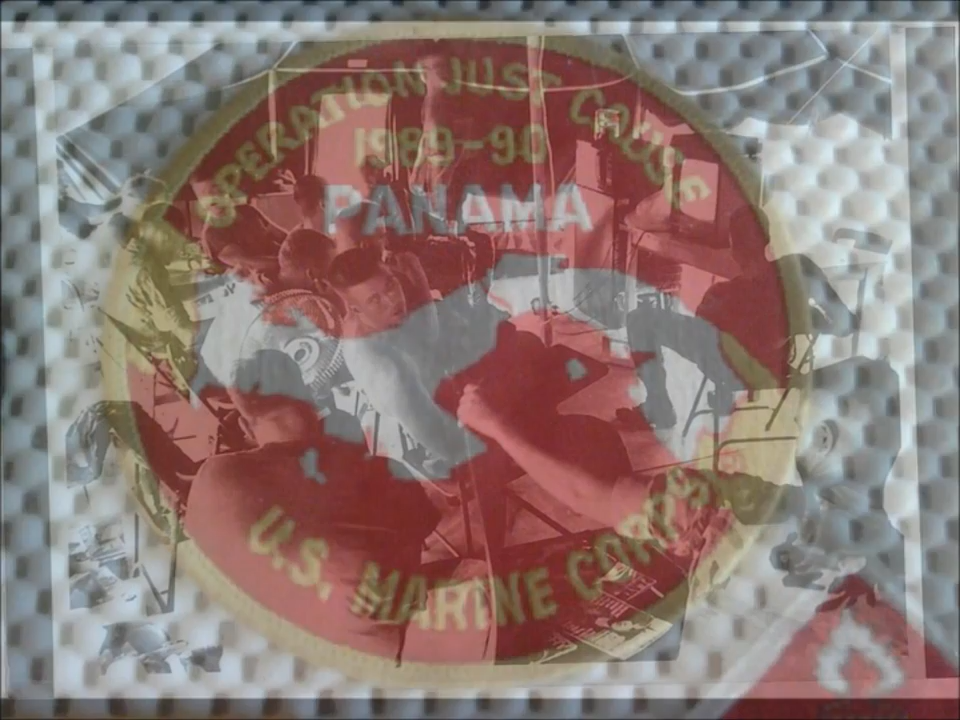 OPERATION JUST CAUSE
1989-90
PANAMA
U.S. MARINE CORPS